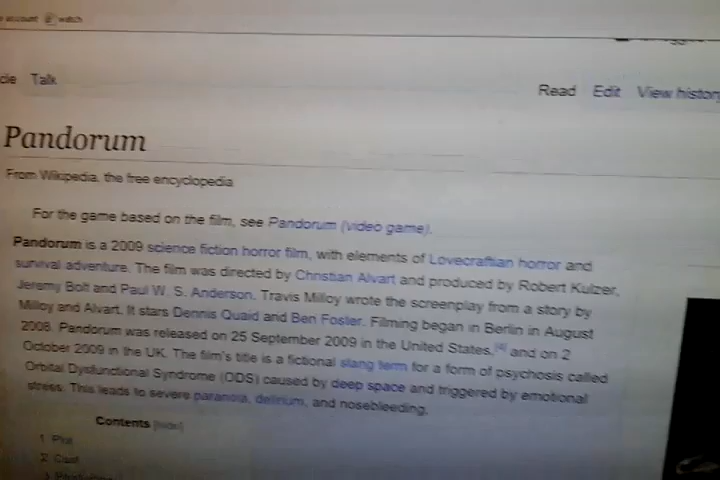 account watch
Talk
Read Edit View history
Pandorum
From Wikipedia, the free encyclopedia
For the game based on the film, see Pandorum (video game).
Pandorum is a 2009 science fiction horror film, with elements of Lovecraftian horror and
survival adventure. The film was directed by Christian Alvart and produced by Robert Kulzer,
Jeremy Bolt and Paul W. S. Anderson. Travis Milloy wrote the screenplay from a story by
Milloy and Alvart. It stars Dennis Quaid and Ben Foster. Filming began in Berlin in August
2008. Pandorum was released on 25 September 2009 in the United States,[4] and on 2
October 2009 in the UK. The film's title is a fictional slang term for a form of psychosis called
Orbital Dysfunctional Syndrome (ODS) caused by deep space and triggered by emotional
stress. This leads to severe paranoia, delirium, and nosebleeding.
Contents [hide]
1 Plot
2 Cast
3 Production